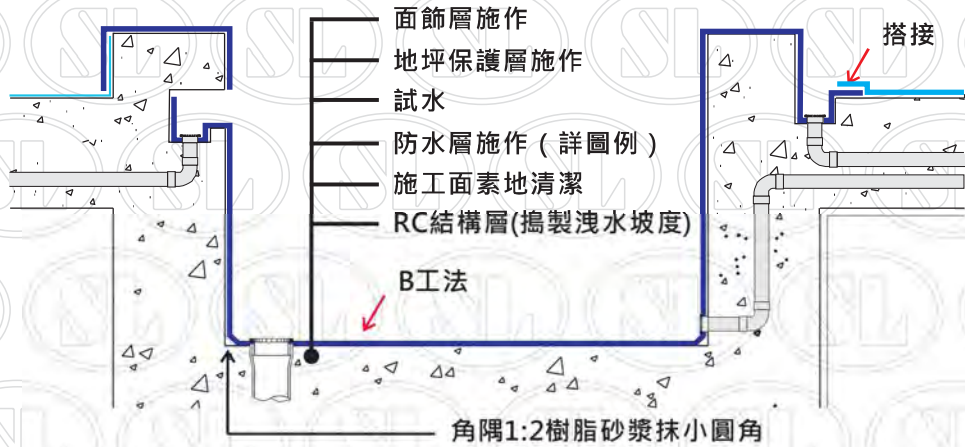 面飾層施作
地坪保護層施作
搭接
試水
防水層施作(詳圖例)
施工面素地清潔
RC結構層(搗製洩水坡度)
B工法
角隅1:2樹脂砂漿抹小圓角
SL